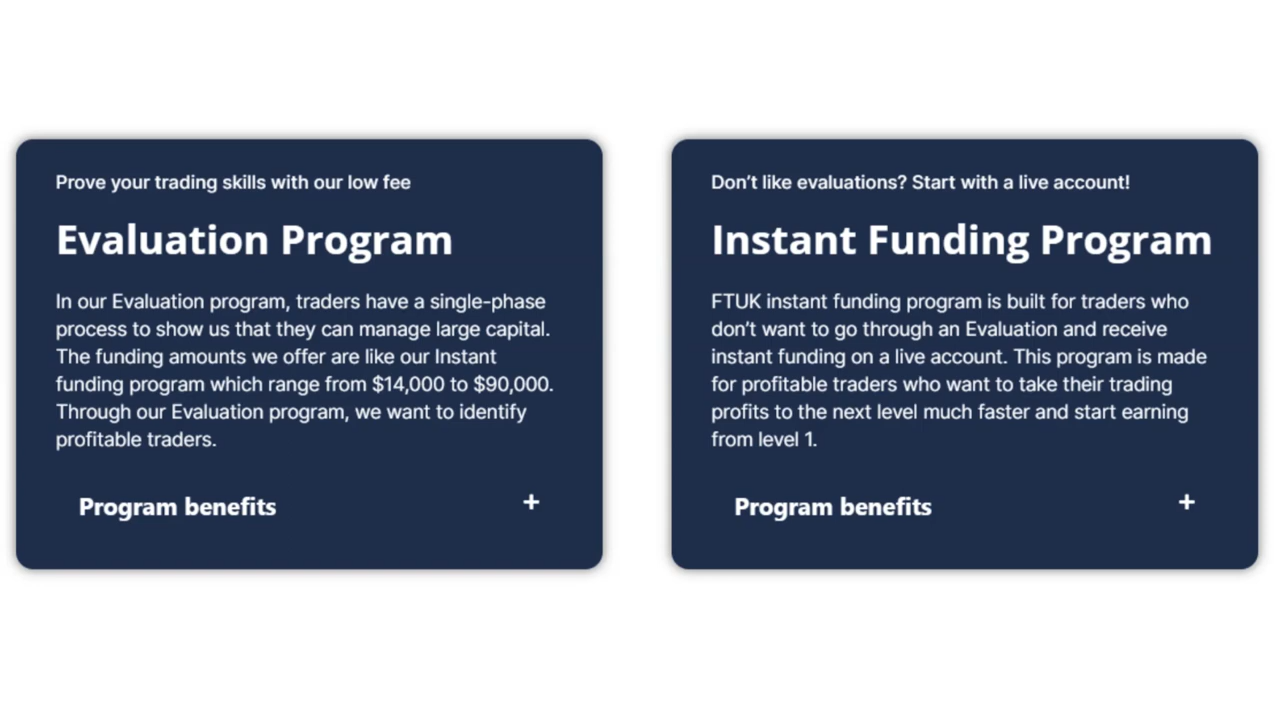 Prove your trading skills with our low fee
Evaluation Program
In our Evaluation program, traders have a single-phase
process to show us that they can manage large capital.
The funding amounts we offer are like our Instant
funding program which range from $14,000 to $90,000.
Through our Evaluation program, we want to identify
profitable traders.
Program benefits +
Don’t like evaluations? Start with a live account!
Instant Funding Program
FTUK instant funding program is built for traders who
don’t want to go through an Evaluation and receive
instant funding on a live account. This program is made
for profitable traders who want to take their trading
profits to the next level much faster and start earning
from level 1.
Program benefits +